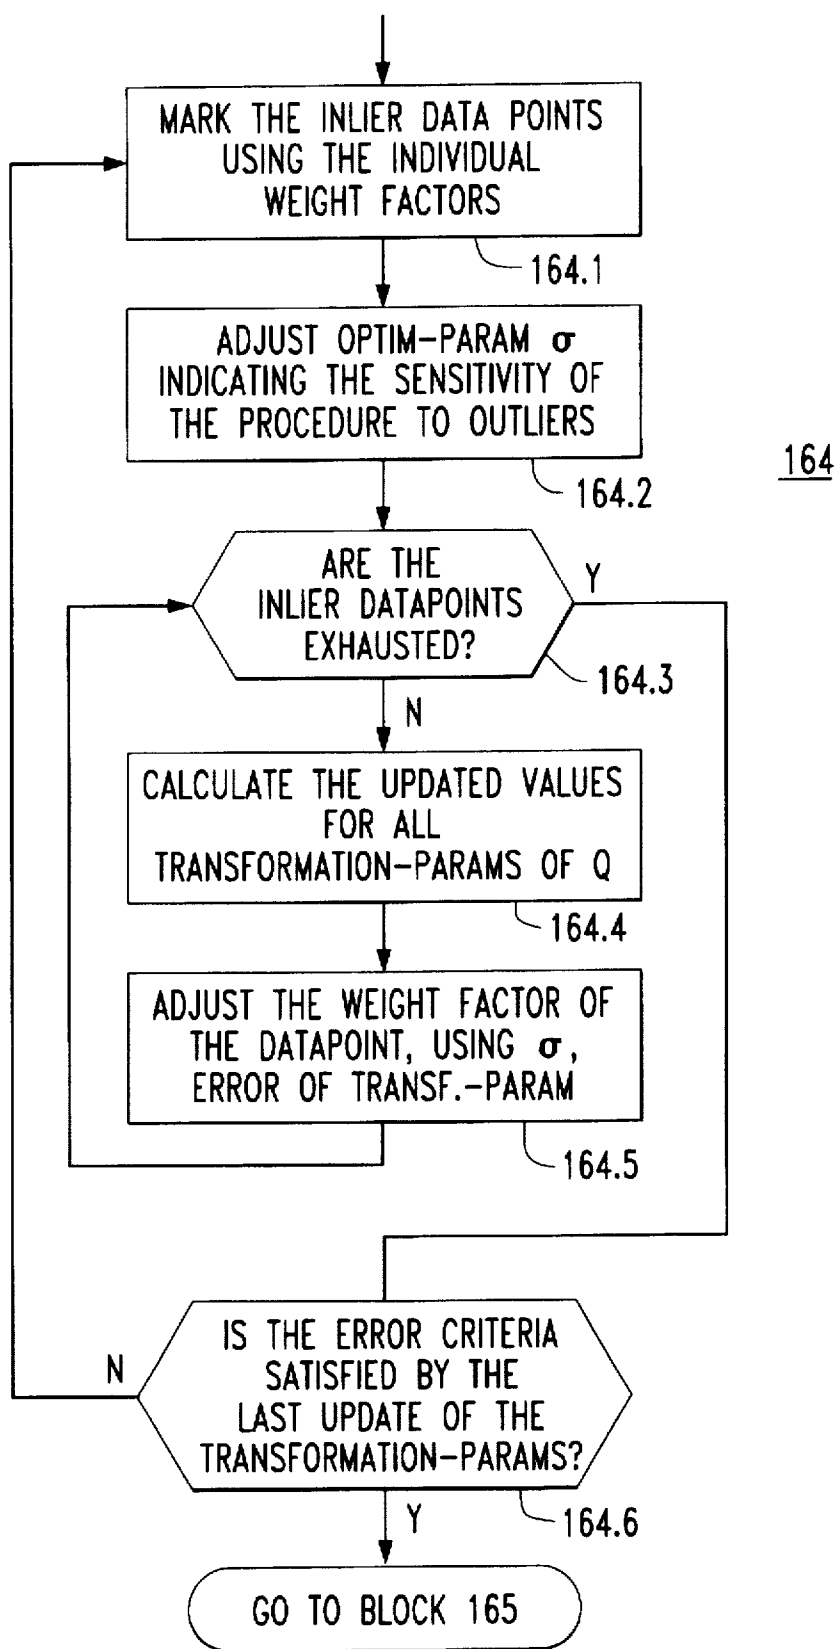 MARK THE INLIER DATA POINTS
USING THE INDIVIDUAL
WEIGHT FACTORS
164.1
ADJUST OPTIM-PARAM σ
INDICATING THE SENSITIVITY OF
THE PROCEDURE TO OUTLIERS
164
164.2
ARE THE
INLIER DATAPOINTS
EXHAUSTED?
Y
164.3
N
CALCULATE THE UPDATED VALUES
FOR ALL
TRANSFORMATION-PARAMS OF Q
164.4
ADJUST THE WEIGHT FACTOR OF
THE DATAPOINT, USING σ,
ERROR OF TRANSF.-PARAM
164.5
IS THE ERROR CRITERIA
SATISFIED BY THE
LAST UPDATE OF THE
TRANSFORMATION-PARAMS?
N
164.6
Y
GO TO BLOCK 165